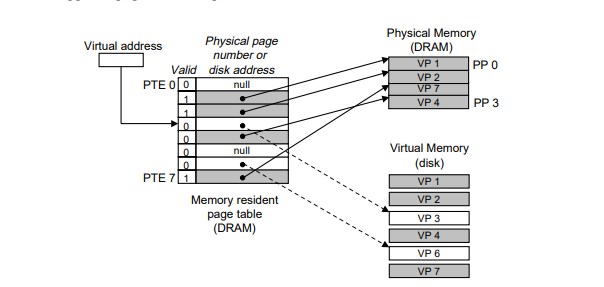 Virtual address
Physical page
number or
disk address
Valid
PTE 0
0 null
1
1
0
0
0 null
0
PTE 7 1
Memory resident
page table
(DRAM)
Physical Memory
(DRAM)
VP 1 PP 0
VP 2
VP 7
VP 4 PP 3
Virtual Memory
(disk)
VP 1
VP 2
VP 3
VP 4
VP 6
VP 7